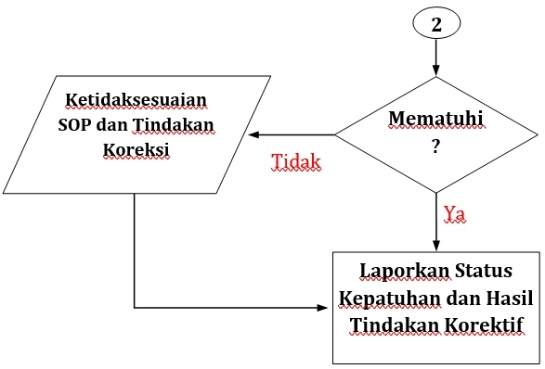 2
Mematuhi
?
Ketidaksesuaian
SOP dan Tindakan
Koreksi
Tidak
Ya
Laporkan Status
Kepatuhan dan Hasil
Tindakan Korektif